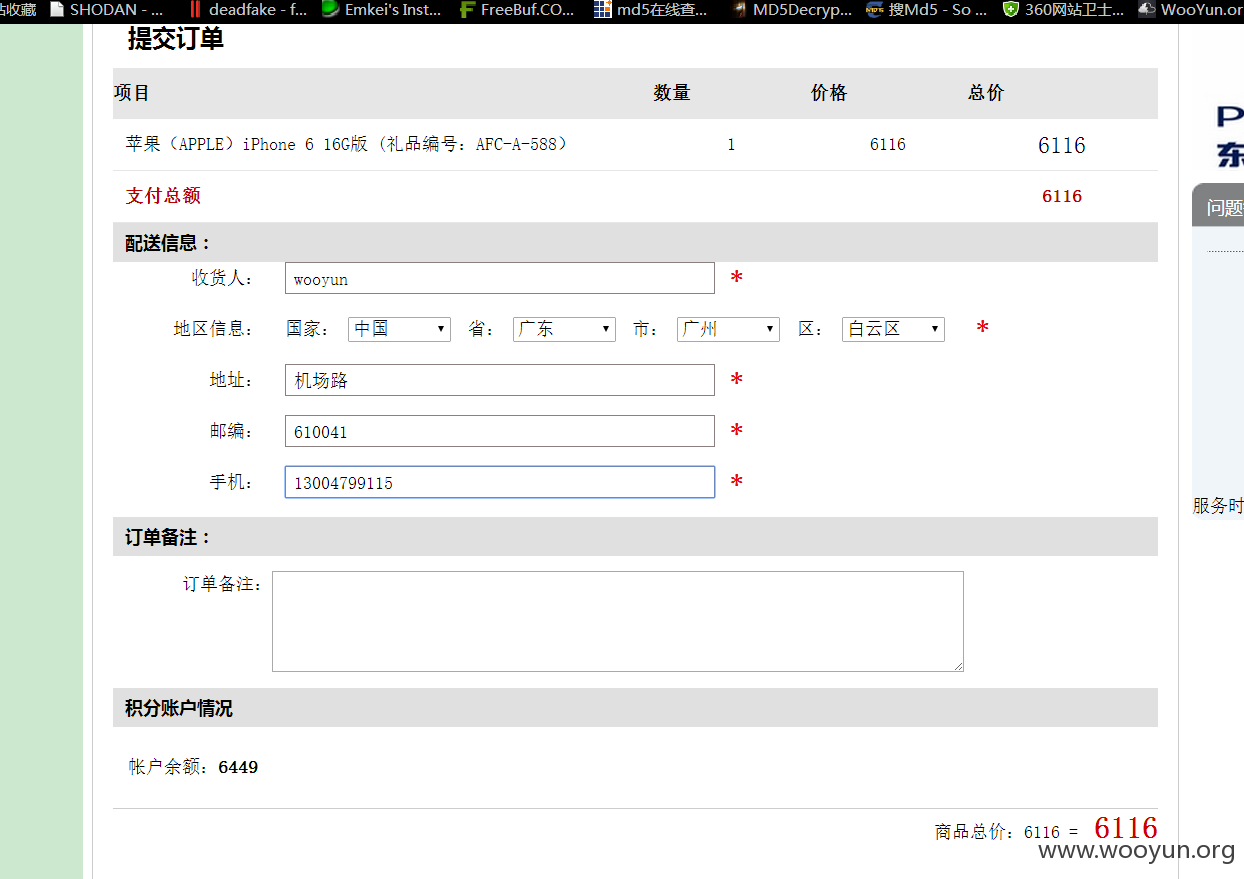 站收藏 SHODAN - ... deadfake - f... Emkei's Inst... FreeBuf.CO... md5在线查... MD5Decryp... 搜Md5 - So ... 360网站卫士... WooYun.or
提交订单
项目 数量 价格 总价
苹果（APPLE）iPhone 6 16G版 (礼品编号: AFC-A-588) 1 6116 6116
支付总额 6116
配送信息：
收货人: wooyun *
地区信息: 国家: 中国 省: 广东 市: 广州 区: 白云区 *
地址: 机场路 *
邮编: 610041 *
手机: 13004799115 *
订单备注：
订单备注:
积分账户情况
帐户余额: 6449
商品总价: 6116 = 6116
www.wooyun.org
P
东
问题
服务时